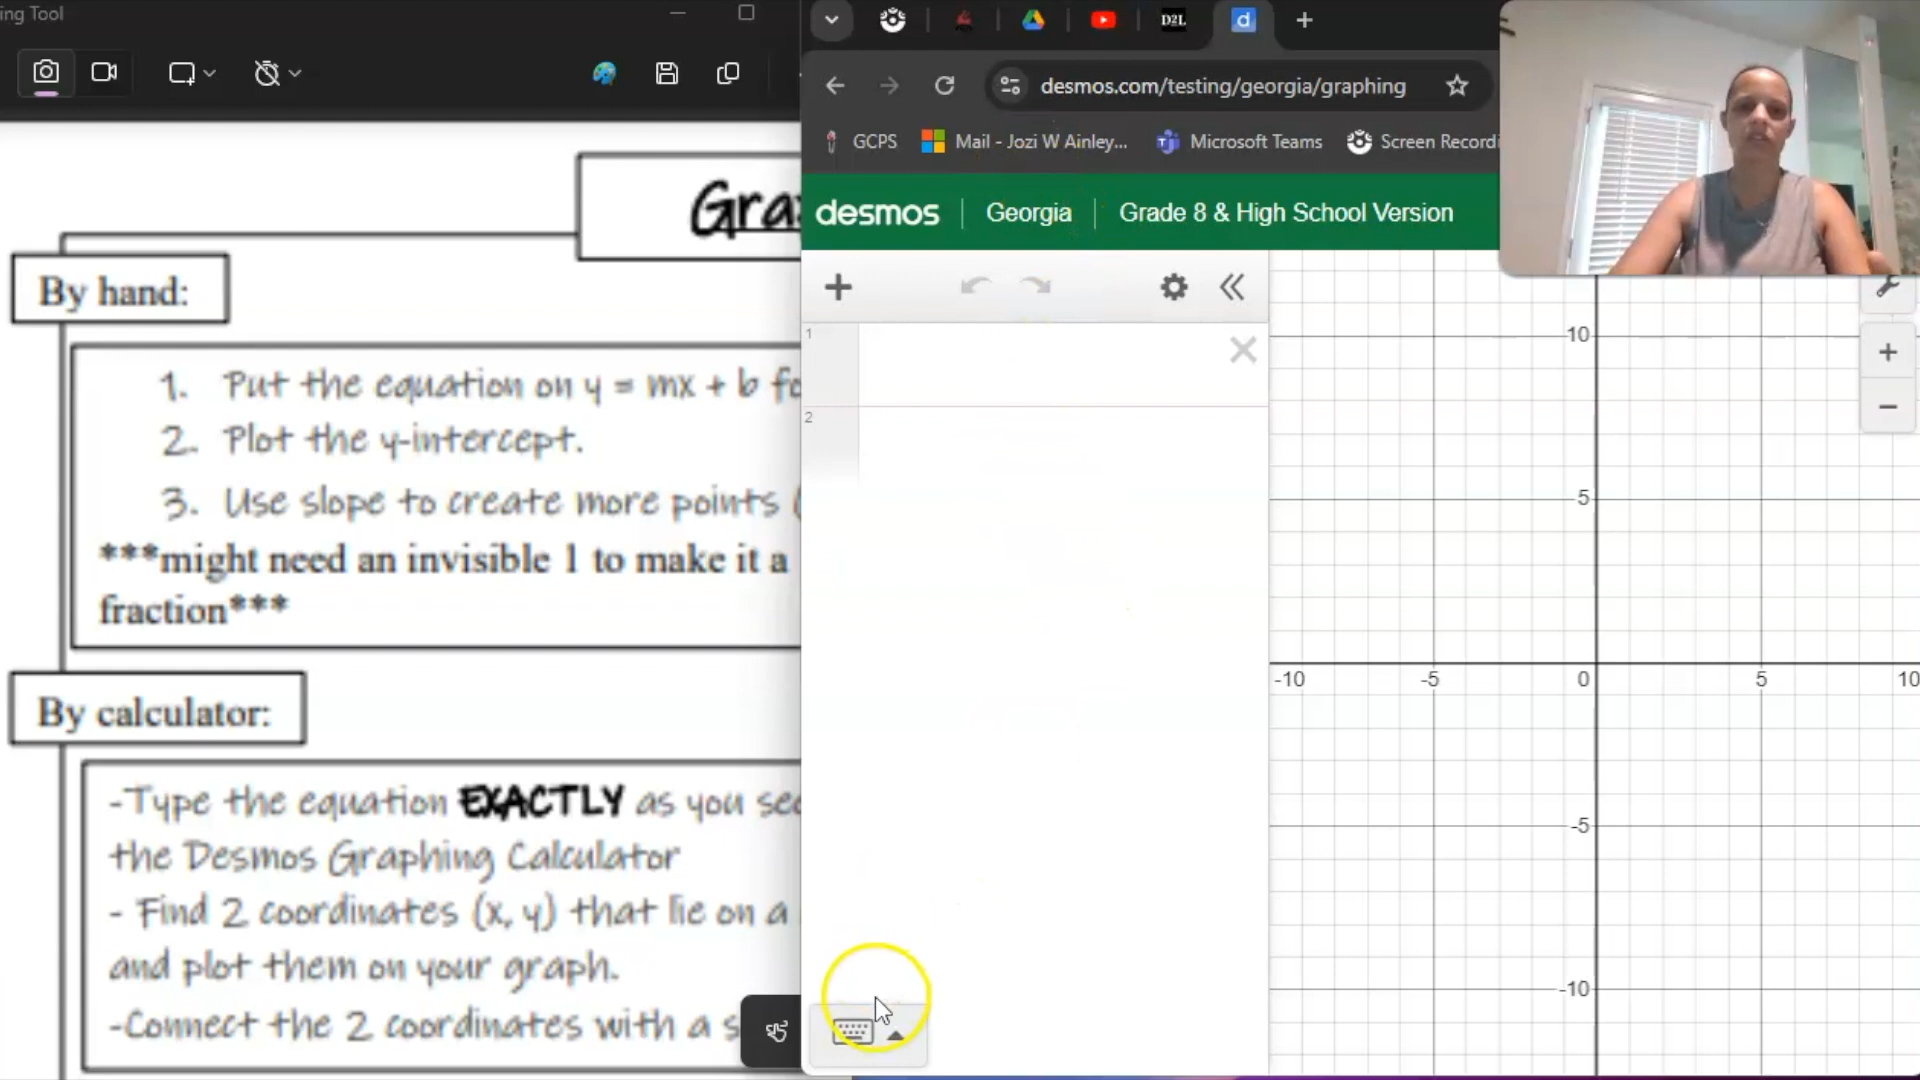 ing Tool
D2L
desmos.com/testing/georgia/graphing
GCPS
Mail - Jozi W Ainley...
Microsoft Teams
Screen Recordi
desmos
Georgia
Grade 8 & High School Version
By hand:
1. Put the equation on y = mx + b
2. Plot the y-intercept.
3. Use slope to create more points (
***might need an invisible 1 to make it a
fraction***
By calculator:
-Type the equation EXACTLY as you
the Desmos Graphing Calculator
- Find 2 coordinates (x, y) that lie on a
and plot them on your graph.
-Connect the 2 coordinates with a s
1
2
10
5
-10
-5
0
5
10
-5
-10